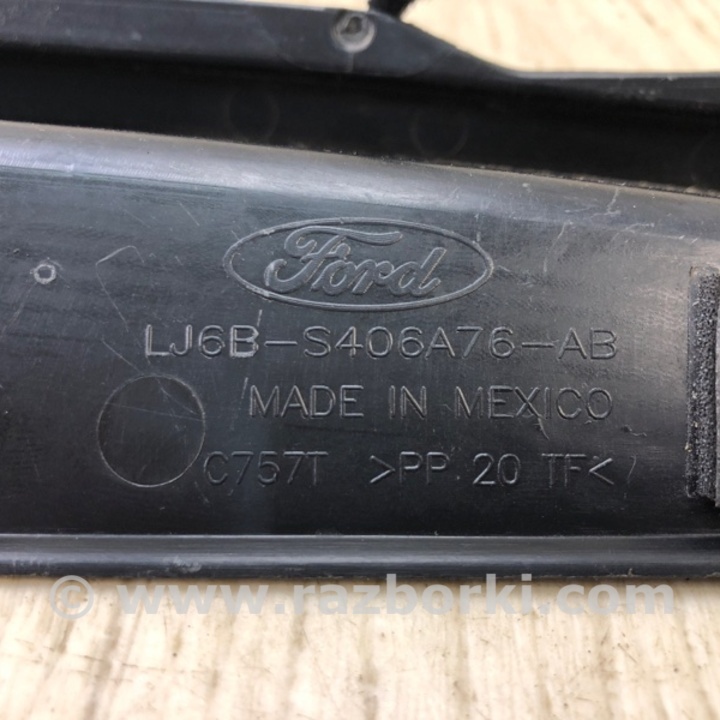 Ford
LJ6B-S406A76-AB
MADE IN MEXICO
C757T >PP 20 TF<
© www.razborki.com